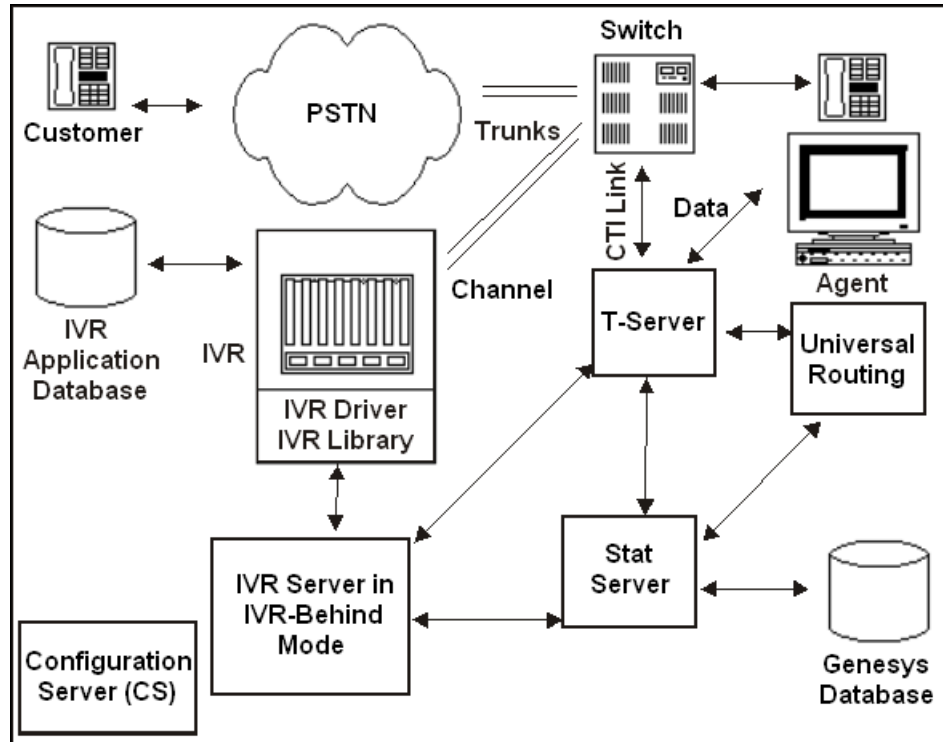 Switch
PSTN
Customer
Trunks
CTI Link
Data
Agent
Channel
T-Server
IVR
Application
Database
IVR
Universal
Routing
IVR Driver
IVR Library
Stat
Server
IVR Server in
IVR-Behind
Mode
Configuration
Server (CS)
Genesys
Database